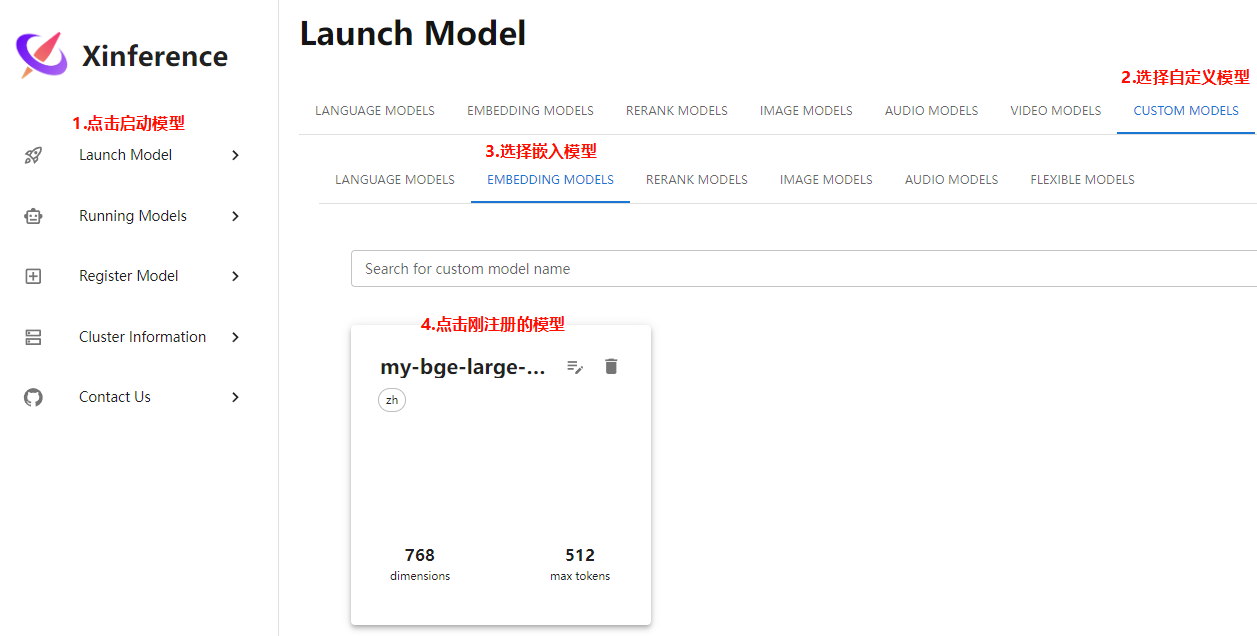 Xinference
1.点击启动模型
Launch Model
Running Models
Register Model
Cluster Information
Contact Us
Launch Model
2.选择自定义模型
LANGUAGE MODELS EMBEDDING MODELS RERANK MODELS IMAGE MODELS AUDIO MODELS VIDEO MODELS CUSTOM MODELS
3.选择嵌入模型
LANGUAGE MODELS EMBEDDING MODELS RERANK MODELS IMAGE MODELS AUDIO MODELS FLEXIBLE MODELS
Search for custom model name
4.点击刚注册的模型
my-bge-large-...
zh
768 512
dimensions max tokens